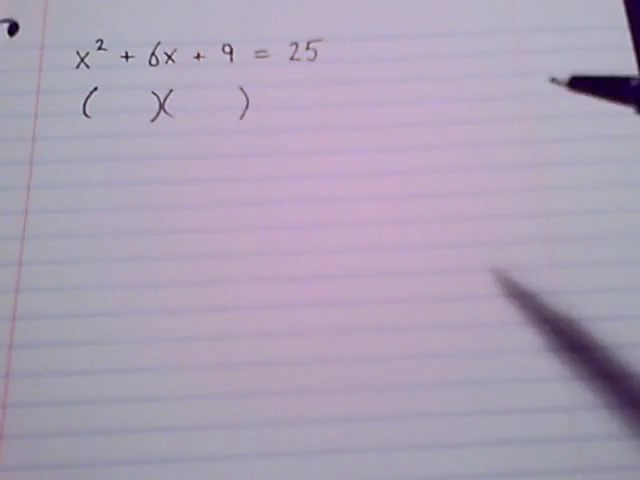 x² + 6x + 9 = 25
(    )(    )